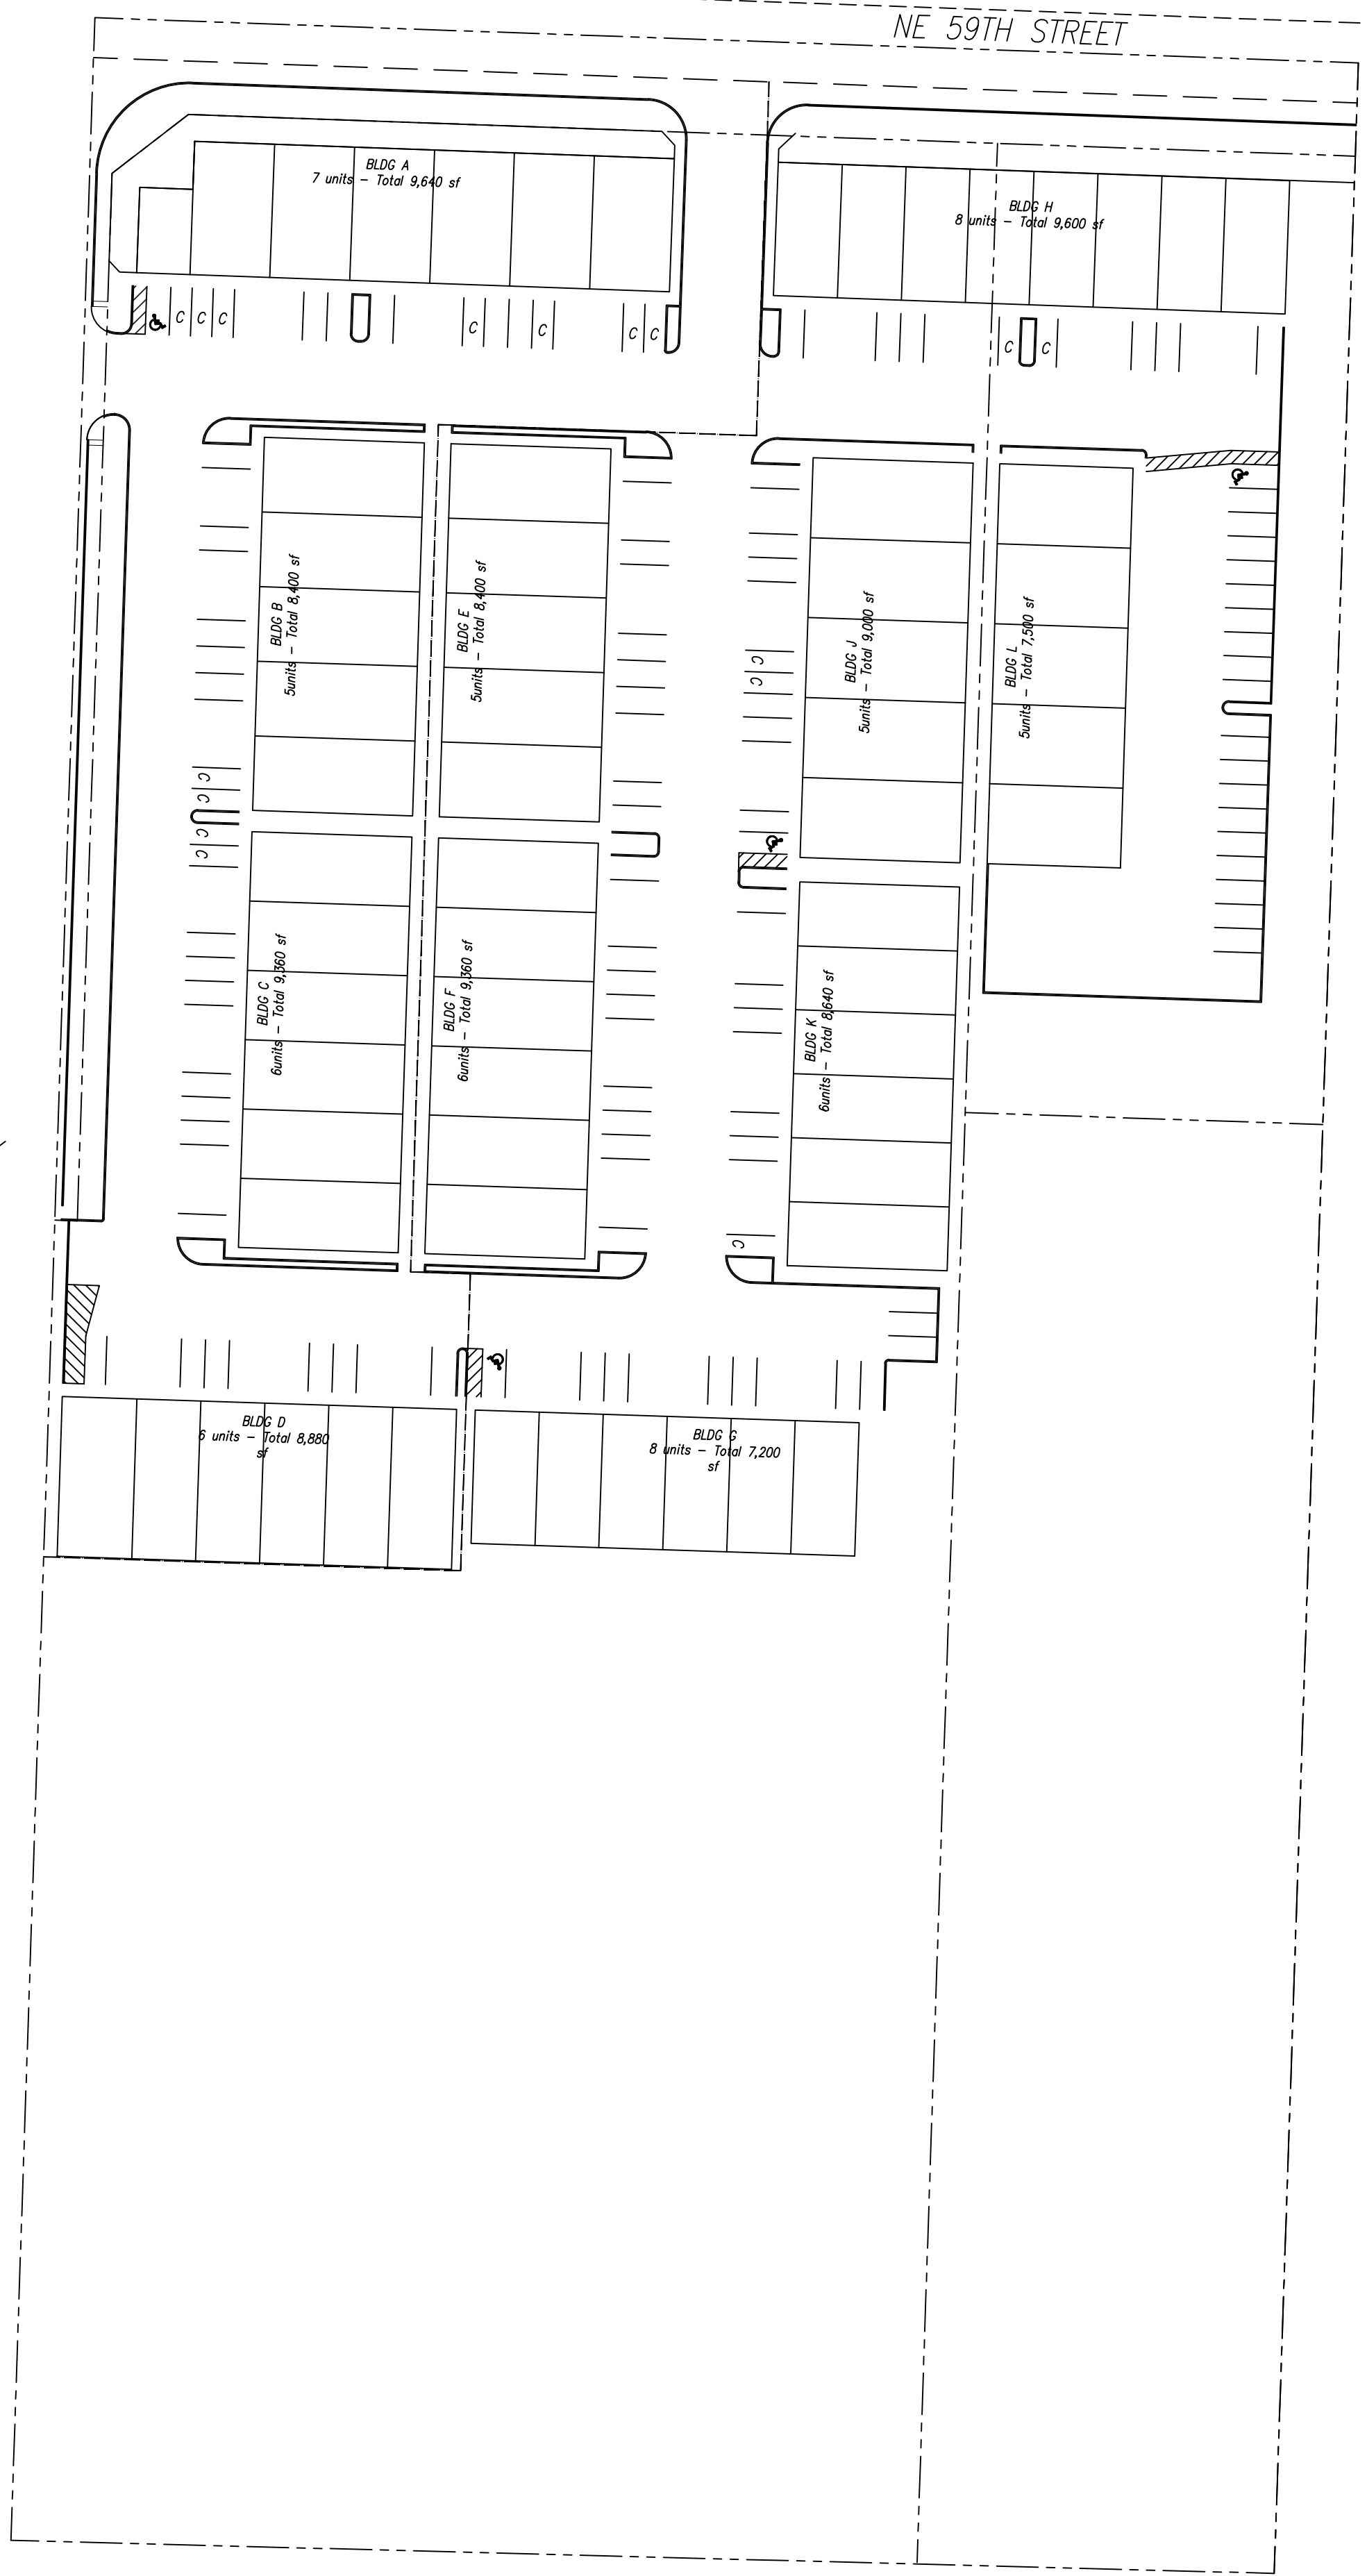 NE 59TH STREET
BLDG A
7 units – Total 9,640 sf
BLDG H
8 units – Total 9,600 sf
C C C
C
C
C C
C
C
BLDG B
5units – Total 8,400 sf
BLDG E
5units – Total 8,400 sf
BLDG J
5units – Total 9,000 sf
BLDG L
5units – Total 7,500 sf
C
C
C
C
C
C
BLDG C
6units – Total 9,360 sf
BLDG F
6units – Total 9,360 sf
BLDG K
6units – Total 8,640 sf
C
BLDG D
6 units – Total 8,880
sf
BLDG G
8 units – Total 7,200
sf